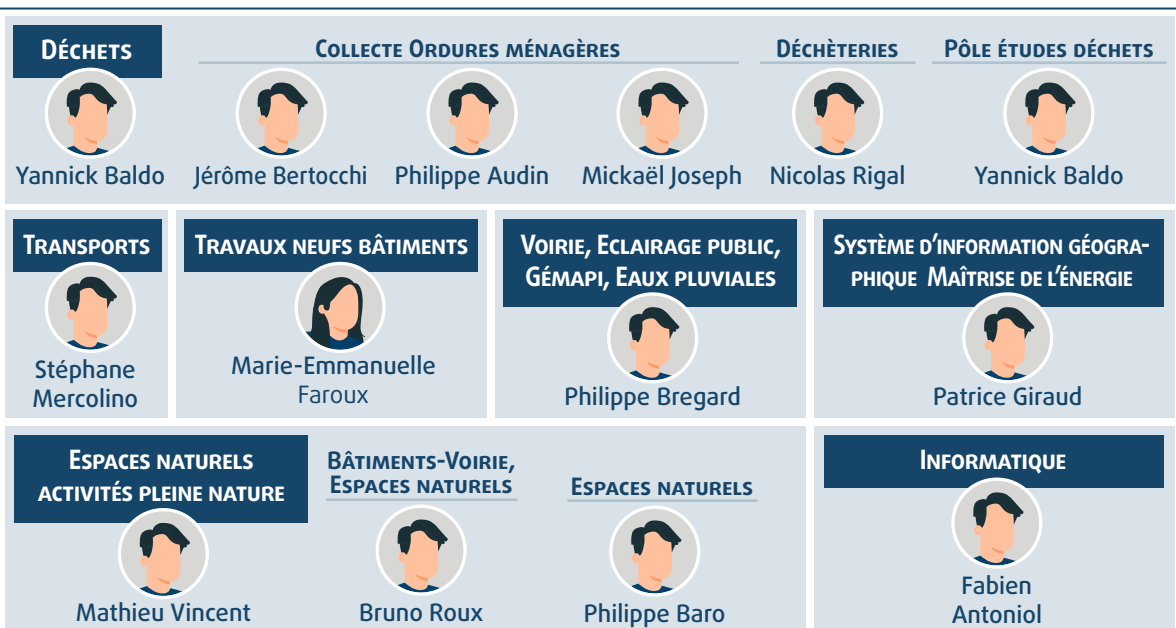 DÉCHETS
COLLECTE ORDURES MÉNAGÈRES
DÉCHÈTERIES
PÔLE ÉTUDES DÉCHETS
Yannick Baldo
Jérôme Bertocchi
Philippe Audin
Mickaël Joseph
Nicolas Rigal
Yannick Baldo
TRANSPORTS
Stéphane
Mercolino
TRAVAUX NEUFS BÂTIMENTS
Marie-Emmanuelle
Faroux
VOIRIE, ECLAIRAGE PUBLIC,
GÉMAPI, EAUX PLUVIALES
Philippe Bregard
SYSTÈME D'INFORMATION GÉOGRA-
PHIQUE MAÎTRISE DE L'ÉNERGIE
Patrice Giraud
ESPACES NATURELS
ACTIVITÉS PLEINE NATURE
Mathieu Vincent
BÂTIMENTS-VOIRIE,
ESPACES NATURELS
Bruno Roux
ESPACES NATURELS
Philippe Baro
INFORMATIQUE
Fabien
Antoniol